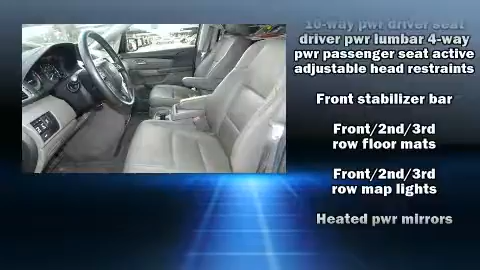 10-way pwr driver seat
driver pwr lumbar 4-way
pwr passenger seat active
adjustable head restraints
Front stabilizer bar
Front/2nd/3rd
row floor mats
Front/2nd/3rd
row map lights
Heated pwr mirrors